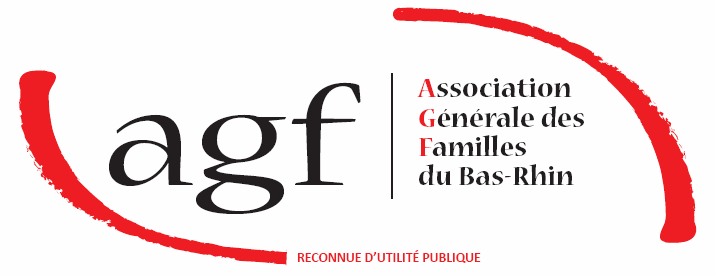 agf
Association
Générale des
Familles
du Bas-Rhin
RECONNUE D'UTILITÉ PUBLIQUE